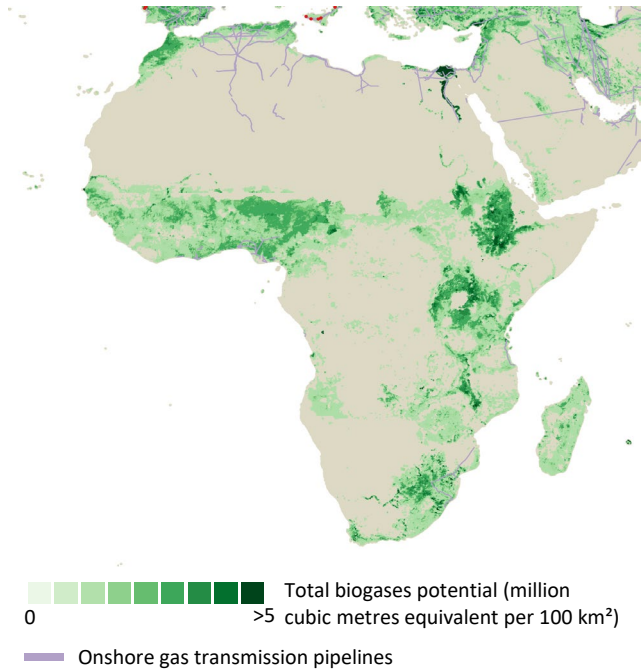 Total biogases potential (million
0 >5 cubic metres equivalent per 100 km²)
Onshore gas transmission pipelines